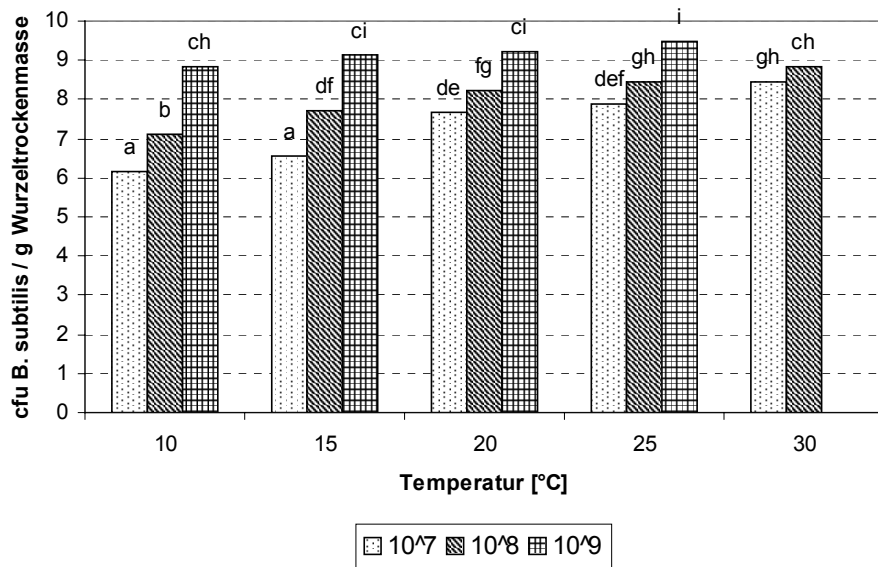 cfu B. subtilis / g Wurzeltrockenmasse
10
9
8
7
6
5
4
3
2
1
0
a b ch
a df ci
de fg ci
def gh i
gh ch
10 15 20 25 30
Temperatur [°C]
10^7 10^8 10^9